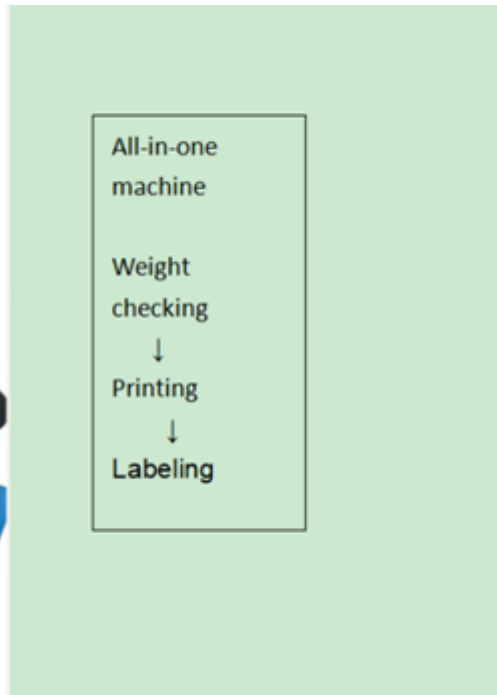 All-in-one
machine
Weight
checking
↓
Printing
↓
Labeling